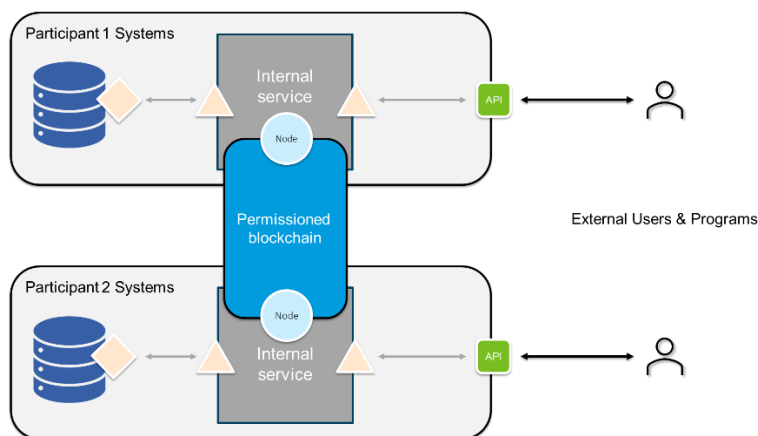 Participant 1 Systems
Internal
service
API
Node
Permissioned
blockchain
External Users & Programs
Participant 2 Systems
Node
Internal
service
API